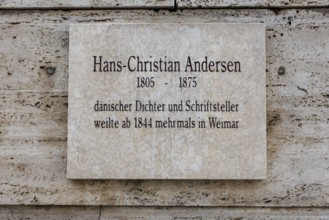 Hans-Christian Andersen
1805 - 1875
dänischer Dichter und Schriftsteller
weilte ab 1844 mehrmals in Weimar